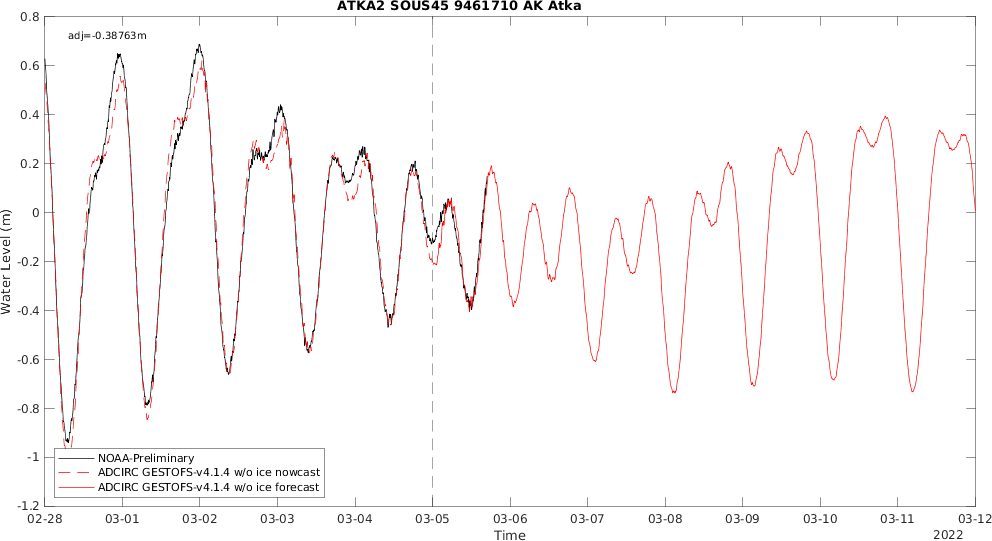 ATKA2 SOUS45 9461710 AK Atka
adj=-0.38763m
Water Level (m)
0.8
0.6
0.4
0.2
0
-0.2
-0.4
-0.6
-0.8
-1
-1.2
NOAA-Preliminary
ADCIRC GESTOFS-v4.1.4 w/o ice nowcast
ADCIRC GESTOFS-v4.1.4 w/o ice forecast
02-28 03-01 03-02 03-03 03-04 03-05 03-06 03-07 03-08 03-09 03-10 03-11 03-12
Time
2022